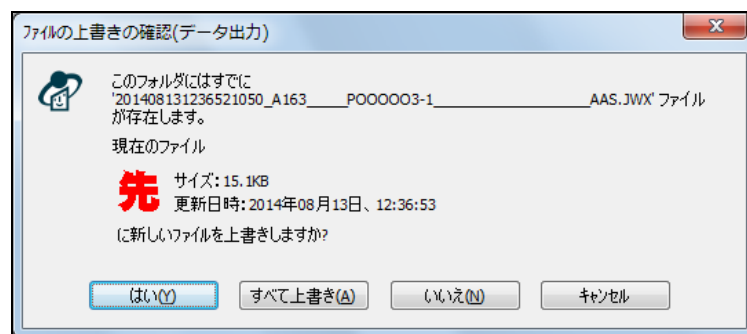 ﾌｧｲﾙの上書きの確認(データ出力)
このフォルダにはすでに
'201408131236521050_A163_____POOOOO3-1______________________AAS.JWX' ファイル
が存在します。
現在のファイル
先
サイズ: 15.1KB
更新日時: 2014年08月13日、12:36:53
に新しいファイルを上書きしますか?
はい(Y)
すべて上書き(A)
いいえ(N)
キャンセル